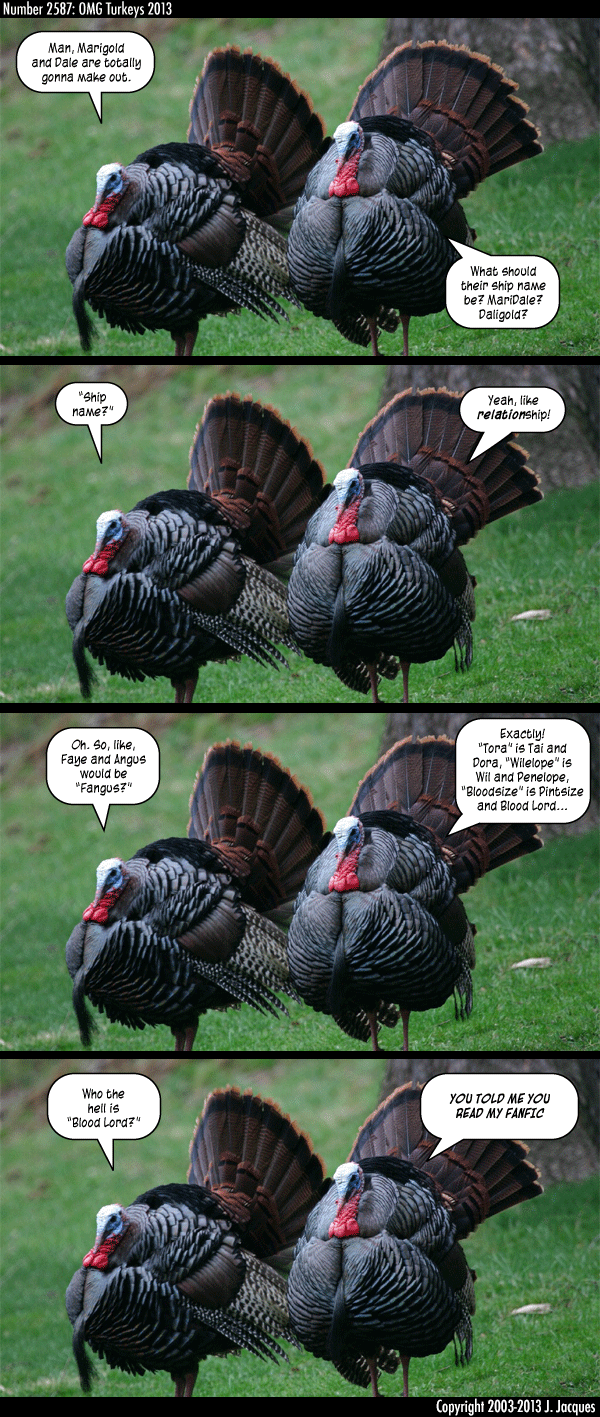 Number 2587: OMG Turkeys 2013
Man, Marigold
and Dale are totally
gonna make out.
What should
their ship name
be? MariDale?
Daligold?
"Ship
name?"
Yeah, like
relationship!
Oh. So, like,
Faye and Angus
would be
"Fangus?"
Exactly!
"Tora" is Tai and
Dora, "Wilelope" is
Wil and Penelope,
"Bloodsize" is Pintsize
and Blood Lord...
Who the
hell is
"Blood Lord?"
YOU TOLD ME YOU
READ MY FANFIC
Copyright 2003-2013 J. Jacques